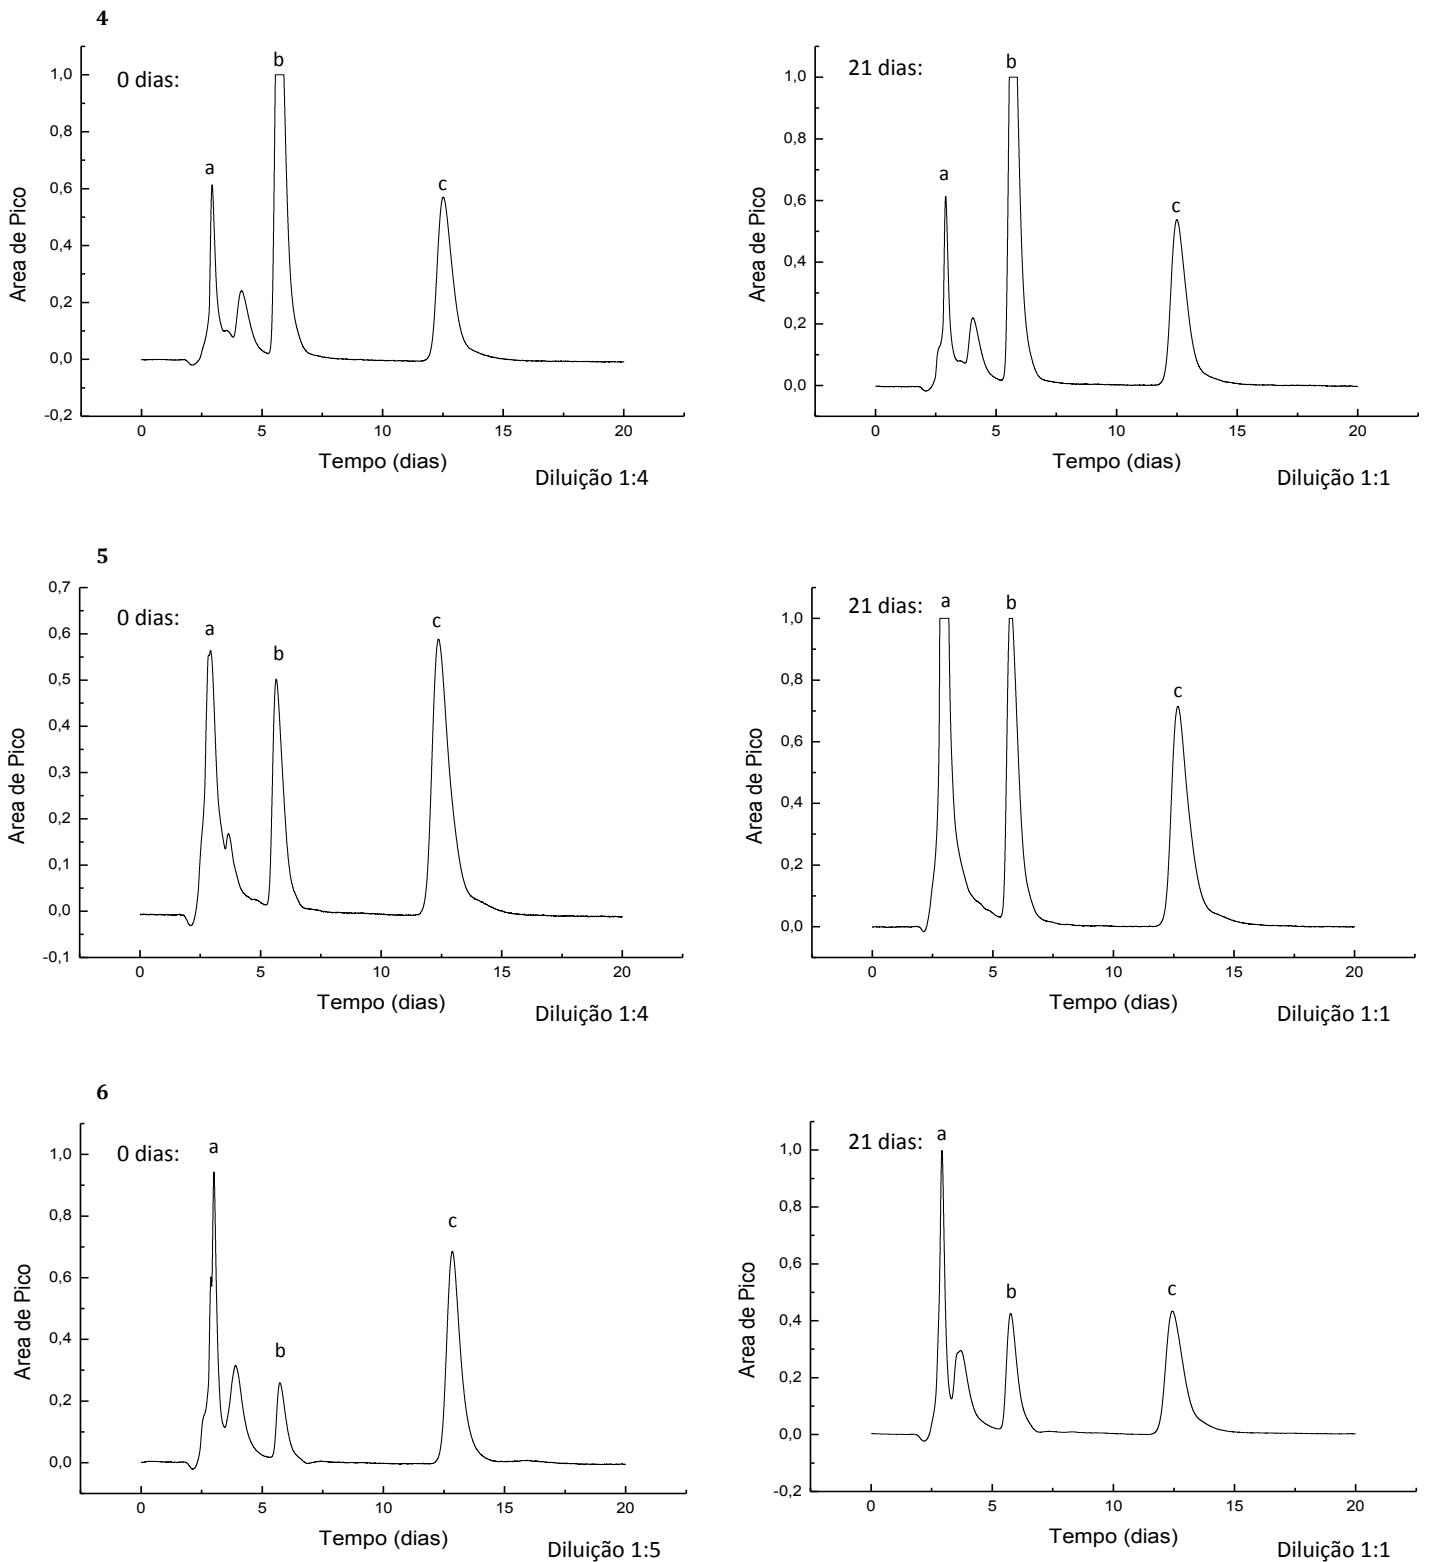 4
0 dias:
a
b
c
1,0
0,8
0,6
0,4
0,2
0,0
-0,2
Area de Pico
0
5
10
15
20
Tempo (dias)
Diluição 1:4
21 dias:
a
b
c
1,0
0,8
0,6
0,4
0,2
0,0
Area de Pico
0
5
10
15
20
Tempo (dias)
Diluição 1:1
5
0 dias:
a
b
c
0,7
0,6
0,5
0,4
0,3
0,2
0,1
0,0
-0,1
Area de Pico
0
5
10
15
20
Tempo (dias)
Diluição 1:4
21 dias:
a
b
c
1,0
0,8
0,6
0,4
0,2
0,0
Area de Pico
0
5
10
15
20
Tempo (dias)
Diluição 1:1
6
0 dias:
a
b
c
1,0
0,8
0,6
0,4
0,2
0,0
Area de Pico
0
5
10
15
20
Tempo (dias)
Diluição 1:5
21 dias:
a
b
c
1,0
0,8
0,6
0,4
0,2
0,0
-0,2
Area de Pico
0
5
10
15
20
Tempo (dias)
Diluição 1:1